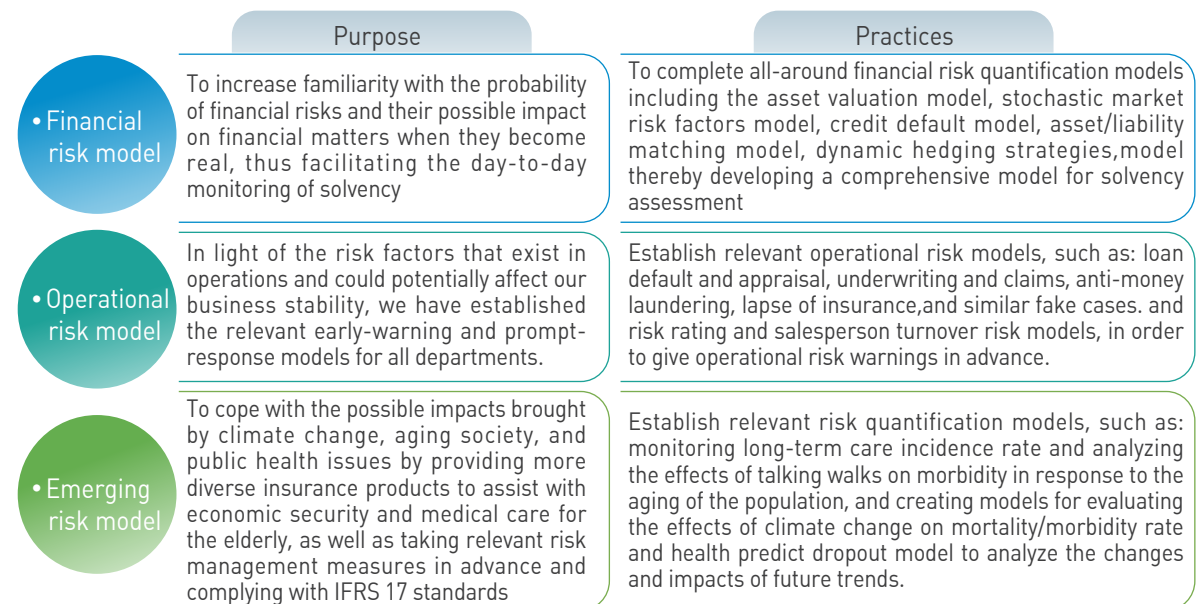 Purpose
Practices
• Financial
risk model
To increase familiarity with the probability
of financial risks and their possible impact
on financial matters when they become
real, thus facilitating the day-to-day
monitoring of solvency
To complete all-around financial risk quantification models
including the asset valuation model, stochastic market
risk factors model, credit default model, asset/liability
matching model, dynamic hedging strategies,model
thereby developing a comprehensive model for solvency
assessment
• Operational
risk model
In light of the risk factors that exist in
operations and could potentially affect our
business stability, we have established
the relevant early-warning and prompt-
response models for all departments.
Establish relevant operational risk models, such as: loan
default and appraisal, underwriting and claims, anti-money
laundering, lapse of insurance,and similar fake cases. and
risk rating and salesperson turnover risk models, in order
to give operational risk warnings in advance.
• Emerging
risk model
To cope with the possible impacts brought
by climate change, aging society, and
public health issues by providing more
diverse insurance products to assist with
economic security and medical care for
the elderly, as well as taking relevant risk
management measures in advance and
complying with IFRS 17 standards
Establish relevant risk quantification models, such as:
monitoring long-term care incidence rate and analyzing
the effects of talking walks on morbidity in response to the
aging of the population, and creating models for evaluating
the effects of climate change on mortality/morbidity rate
and health predict dropout model to analyze the changes
and impacts of future trends.